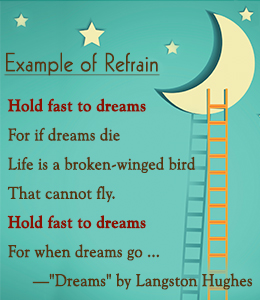 Example of Refrain
Hold fast to dreams
For if dreams die
Life is a broken-winged bird
That cannot fly.
Hold fast to dreams
For when dreams go ...
—"Dreams" by Langston Hughes